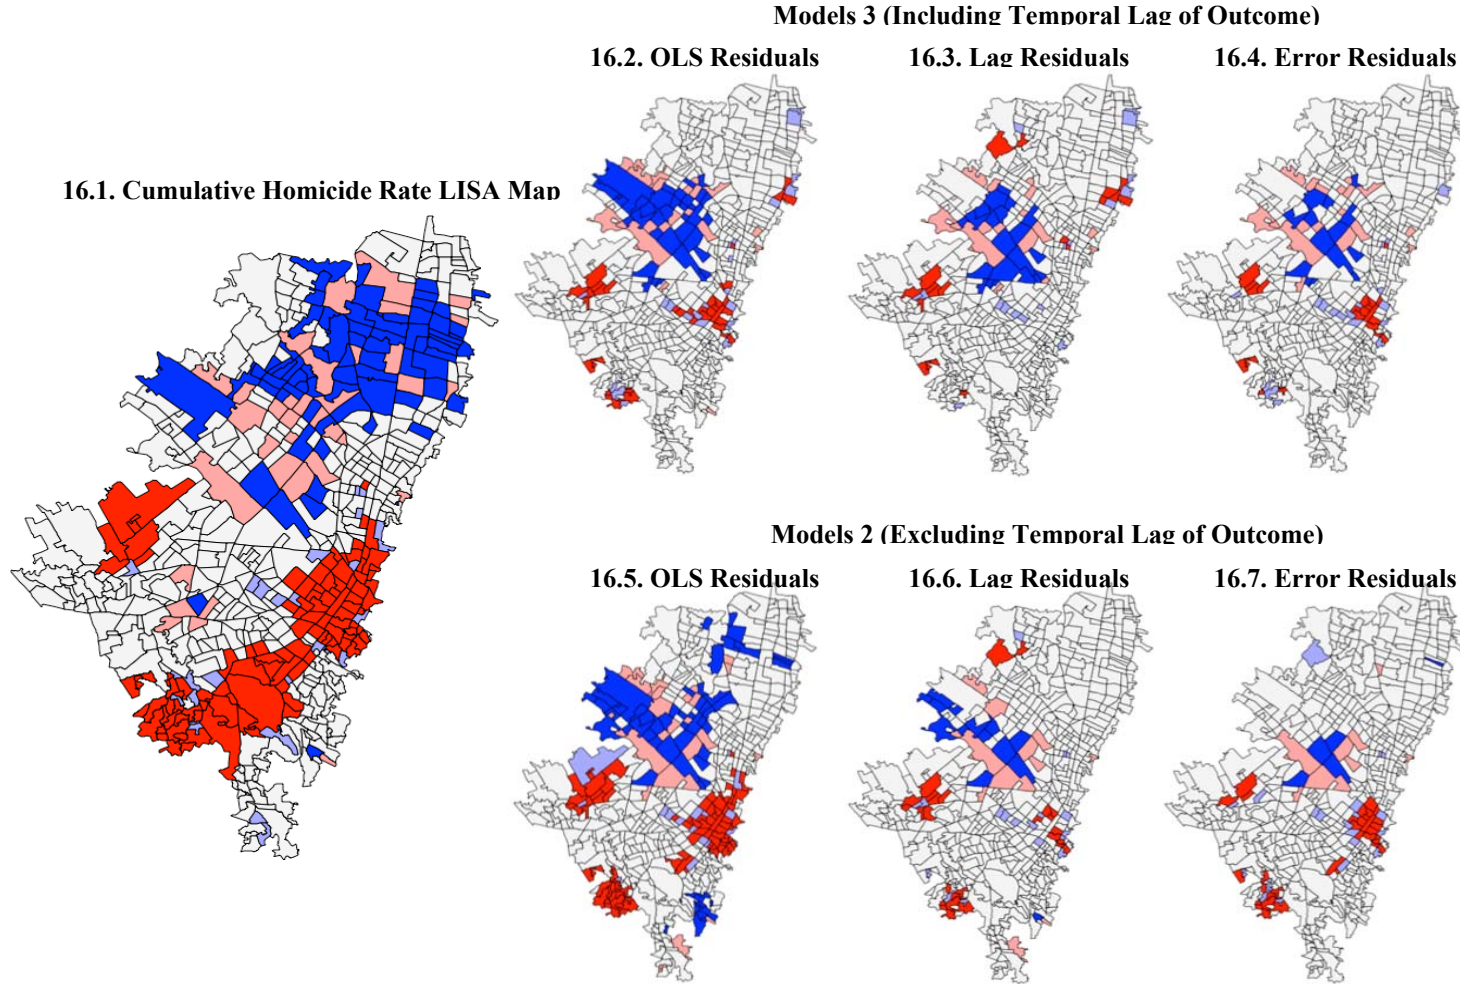 Models 3 (Including Temporal Lag of Outcome)
16.2. OLS Residuals
16.3. Lag Residuals
16.4. Error Residuals
16.1. Cumulative Homicide Rate LISA Map
Models 2 (Excluding Temporal Lag of Outcome)
16.5. OLS Residuals
16.6. Lag Residuals
16.7. Error Residuals